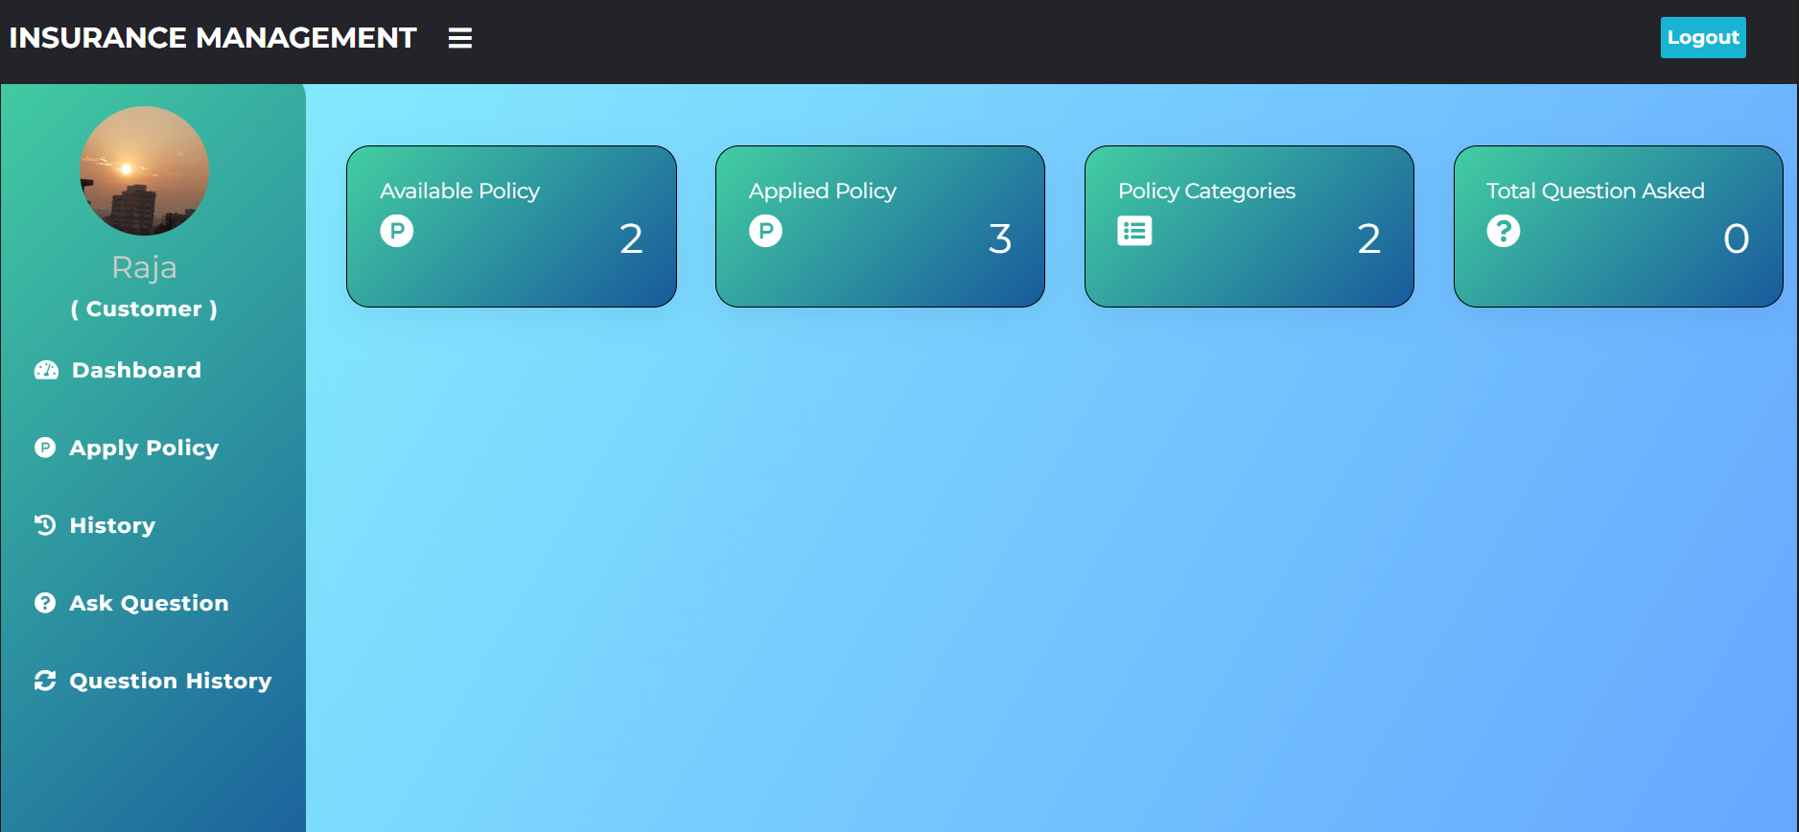 INSURANCE MANAGEMENT
Logout
Raja
( Customer )
Dashboard
Apply Policy
History
Ask Question
Question History
Available Policy
P
2
Applied Policy
P
3
Policy Categories
2
Total Question Asked
?
0